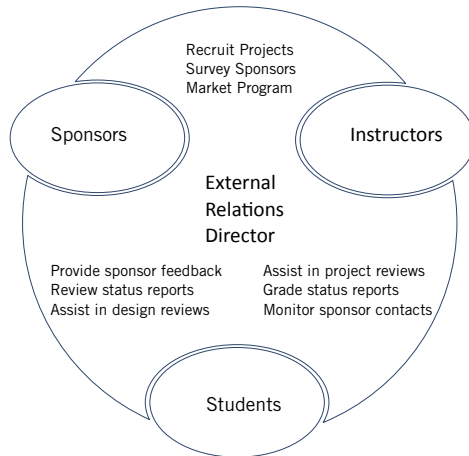 Recruit Projects
Survey Sponsors
Market Program
Sponsors
Instructors
External
Relations
Director
Provide sponsor feedback
Review status reports
Assist in design reviews
Assist in project reviews
Grade status reports
Monitor sponsor contacts
Students